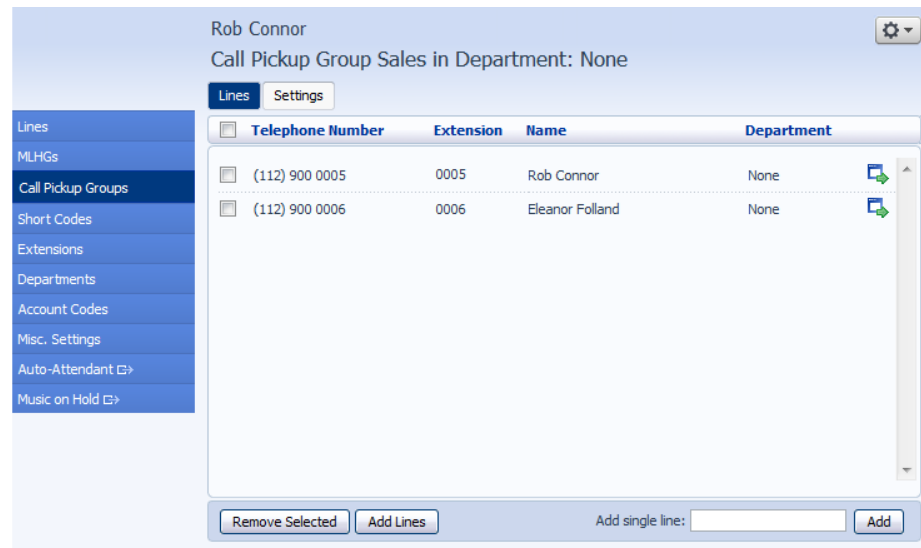 Rob Connor
Call Pickup Group Sales in Department: None
Lines Settings
Lines
MLHGs
Call Pickup Groups
Short Codes
Extensions
Departments
Account Codes
Misc. Settings
Auto-Attendant
Music on Hold
Telephone Number Extension Name Department
(112) 900 0005 0005 Rob Connor None
(112) 900 0006 0006 Eleanor Folland None
Remove Selected Add Lines Add single line: Add